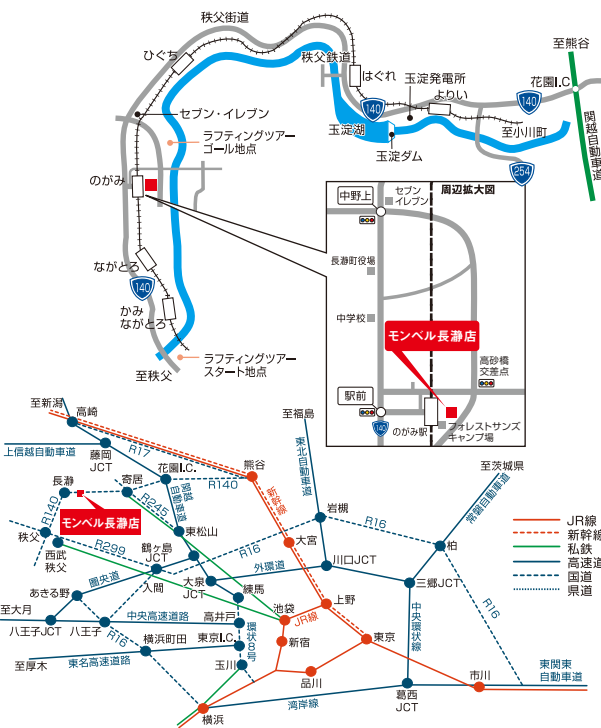 秩父街道
ひぐち
秩父鉄道
はぐれ
玉淀発電所
よりい
至熊谷
花園I.C
140
140
関越自動車道
セブン・イレブン
ラフティングツアー
ゴール地点
玉淀湖
玉淀ダム
至小川町
254
のがみ
ながとろ
140
かみ
ながとろ
至秩父
ラフティングツアー
スタート地点
周辺拡大図
中野上
セブン
イレブン
長瀞町役場
中学校
モンベル長瀞店
高砂橋
交差点
駅前
140
のがみ駅
フォレストサンズ
キャンプ場
至新潟
高崎
R17
上信越自動車道
藤岡
JCT
花園I.C.
関越
自動車道
R140
熊谷
新幹線
至福島
東北自動車道
至茨城県
常磐自動車道
長瀞
寄居
R140
R245
モンベル長瀞店
秩父
西武
秩父
R299
東松山
鶴ヶ島
JCT
R16
大宮
岩槻
R16
柏
R16
川口JCT
外環道
三郷JCT
圏央道
あきる野
入間
大泉
JCT
練馬
池袋
上野
JR線
至大月
中央高速道路
八王子JCT
八王子
R16
高井戸
環状8号
新宿
東京
中央環状線
横浜町田
東京I.C.
至厚木
東名高速道路
玉川
品川
湾岸線
横浜
葛西
JCT
市川
東関東
自動車道
JR線
新幹線
私鉄
高速道
国道
県道